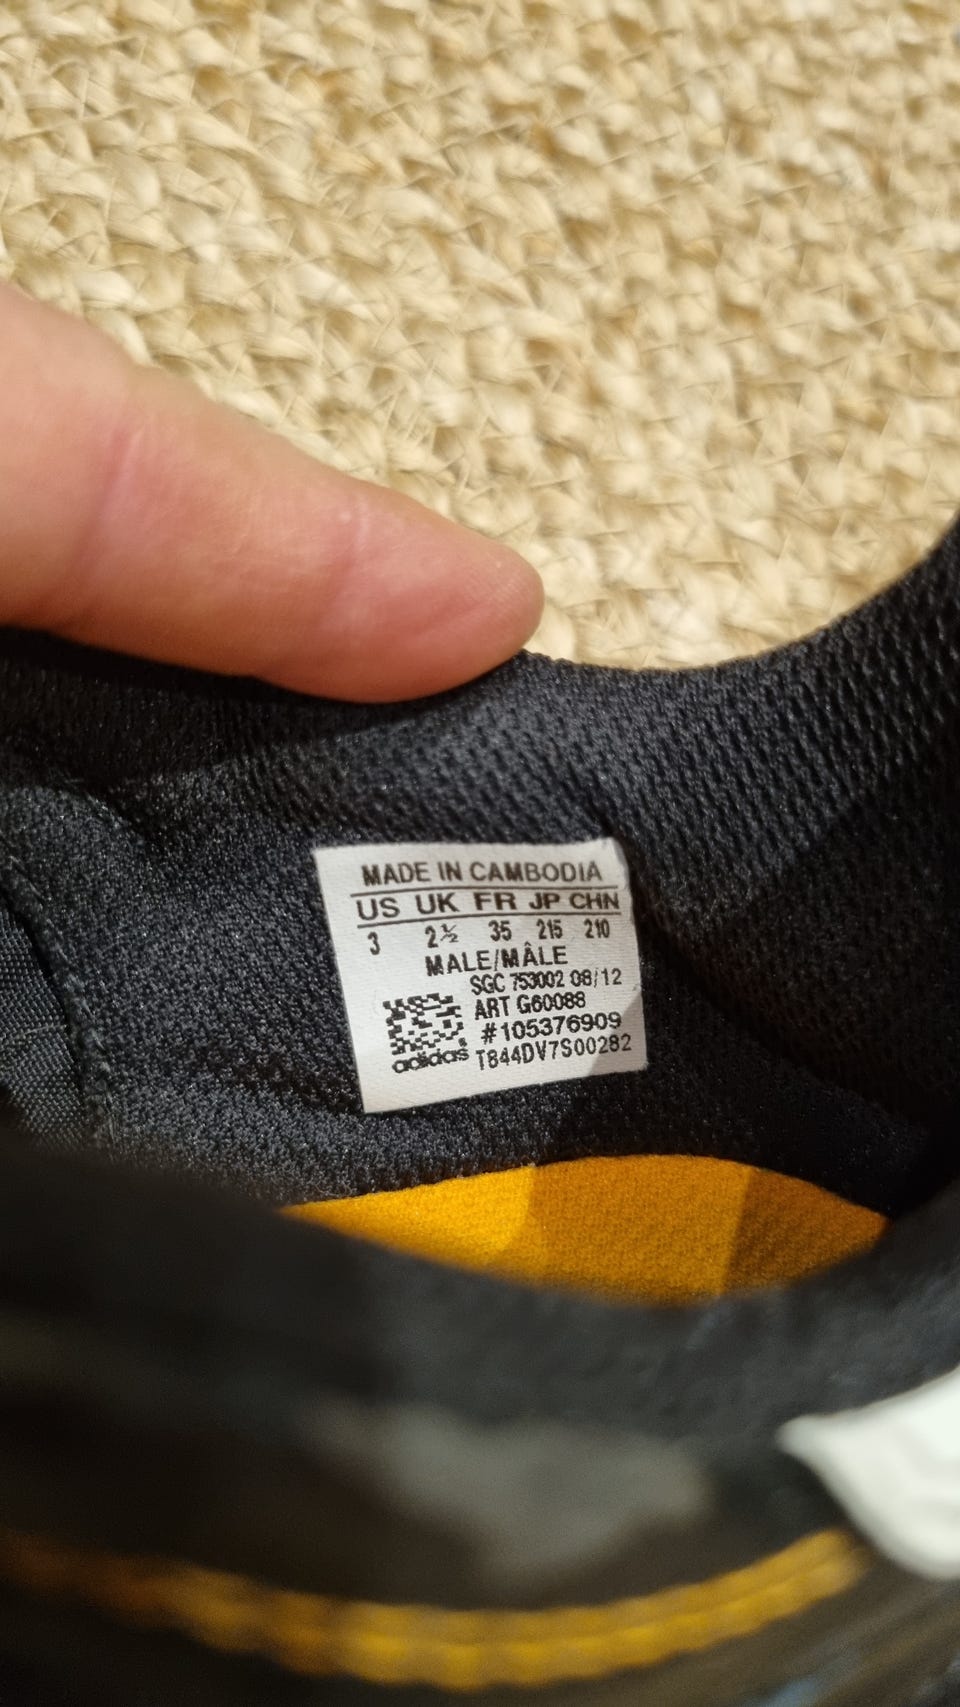 MADE IN CAMBODIA
US UK FR JP CHN
3 2½ 35 215 210
MALE/MÂLE
SGC 753002 08/12
ART G60088
#105376909
adidas T844DV7S00282